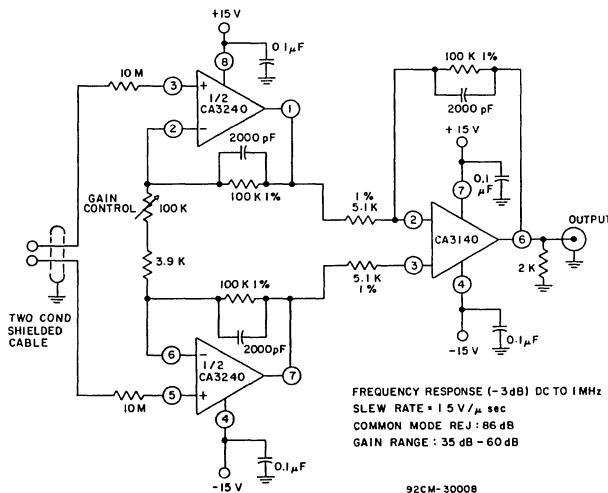 +15 V
0.1µF
8
10 M
3
+
1/2
CA3240
1
2
−
2000 pF
100 K 1%
GAIN
CONTROL
100K
3.9 K
100 K 1%
2000pF
TWO COND
SHIELDED
CABLE
6
−
1/2
CA3240
7
10M
5
+
4
0.1µF
-15 V
100 K 1%
2000 pF
+ 15 V
0.1
µF
7
1%
5.1 K
2
CA3140
6
OUTPUT
3
5.1K
1%
4
2 K
0.1µF
-15 V
FREQUENCY RESPONSE (-3dB) DC TO 1MHz
SLEW RATE = 1 5 V/µ sec
COMMON MODE REJ: 86 dB
GAIN RANGE: 35 dB - 60 dB
92CM-30008